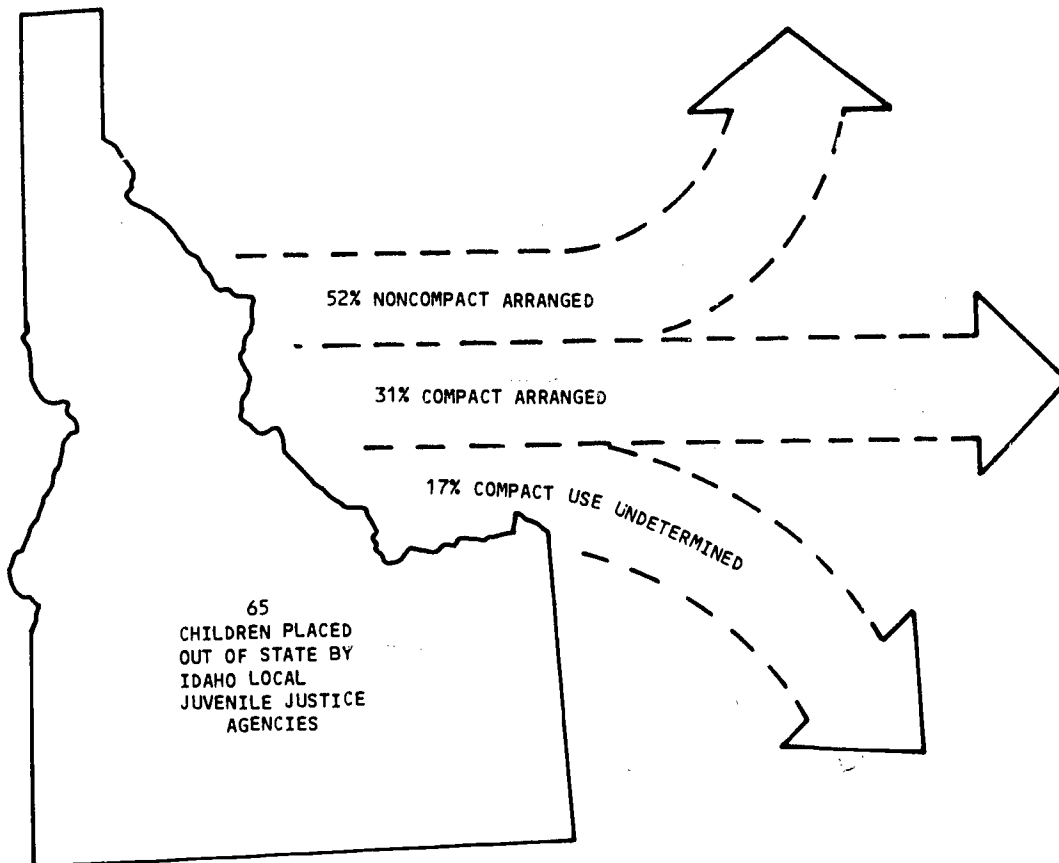 52% NONCOMPACT ARRANGED
31% COMPACT ARRANGED
17% COMPACT USE UNDETERMINED
65
CHILDREN PLACED
OUT OF STATE BY
IDAHO LOCAL
JUVENILE JUSTICE
AGENCIES